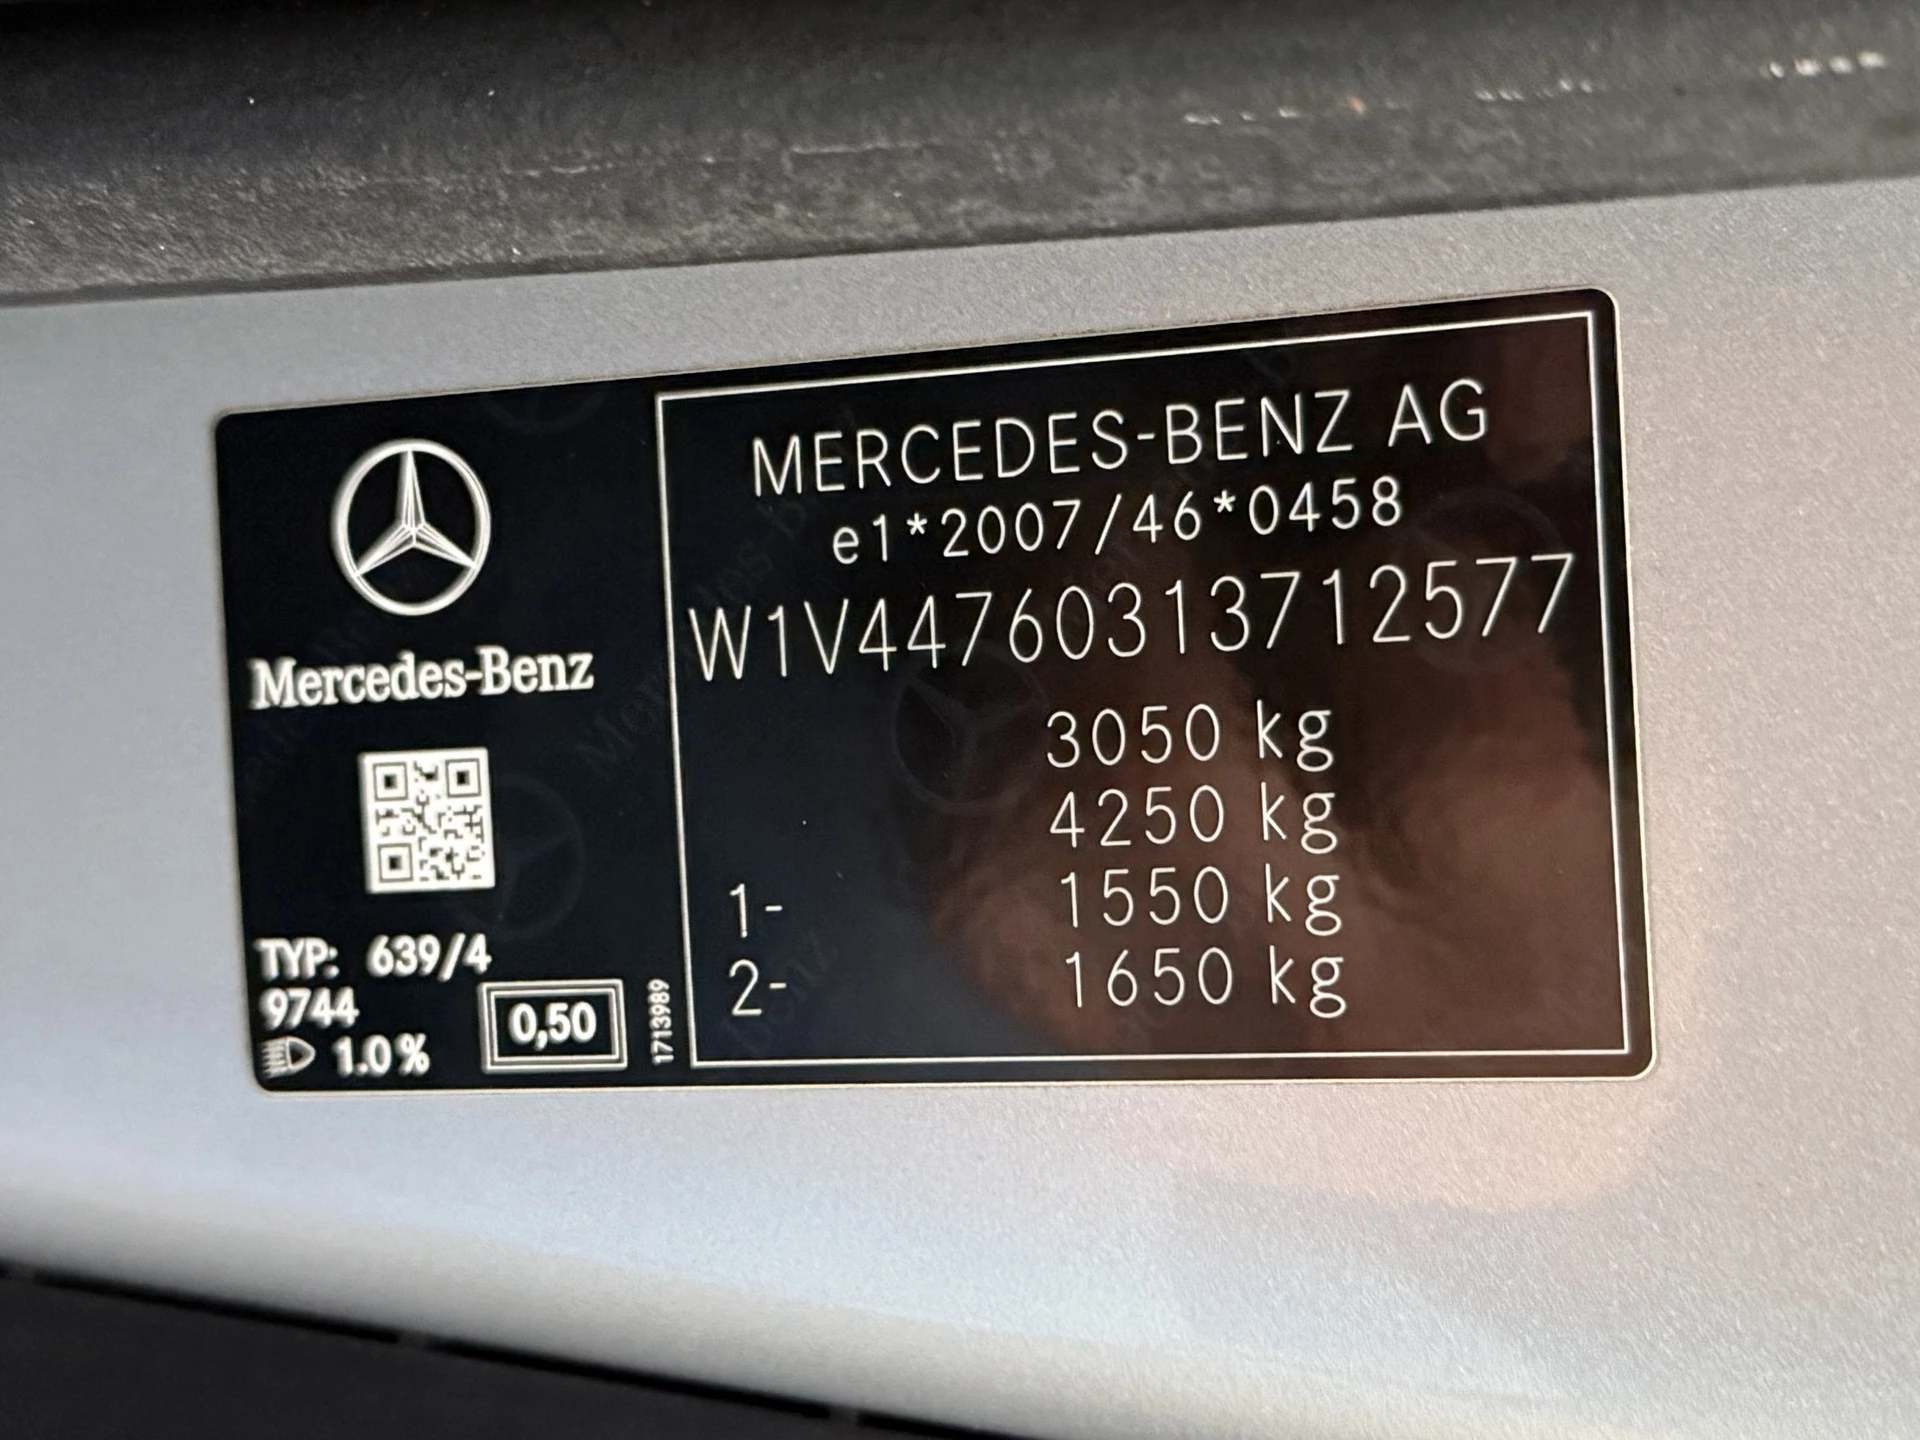 Mercedes-Benz
TYP: 639/4
9744
1.0%
0,50
1713989
MERCEDES-BENZ AG
e1*2007/46*0458
W1V44760313712577
3050 kg
4250 kg
1- 1550 kg
2- 1650 kg